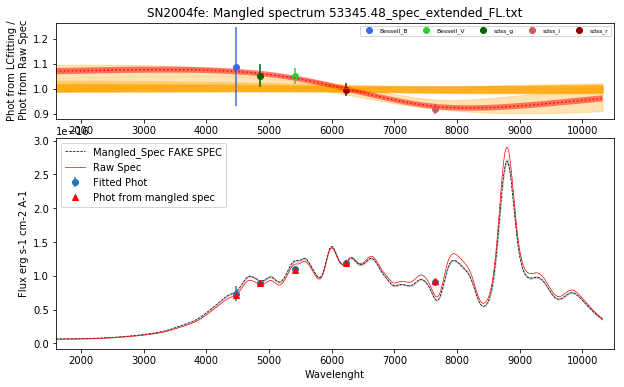 SN2004fe: Mangled spectrum 53345.48_spec_extended_FL.txt
Phot from LCfitting /
Phot from Raw Spec
1.2
1.1
1.0
0.9
Bessell_B
Bessell_V
sdss_g
sdss_i
sdss_r
1e−16
2000 3000 4000 5000 6000 7000 8000 9000 10000
Flux erg s-1 cm-2 A-1
3.0
2.5
2.0
1.5
1.0
0.5
0.0
Mangled_Spec FAKE SPEC
Raw Spec
Fitted Phot
Phot from mangled spec
2000 3000 4000 5000 6000 7000 8000 9000 10000
Wavelenght